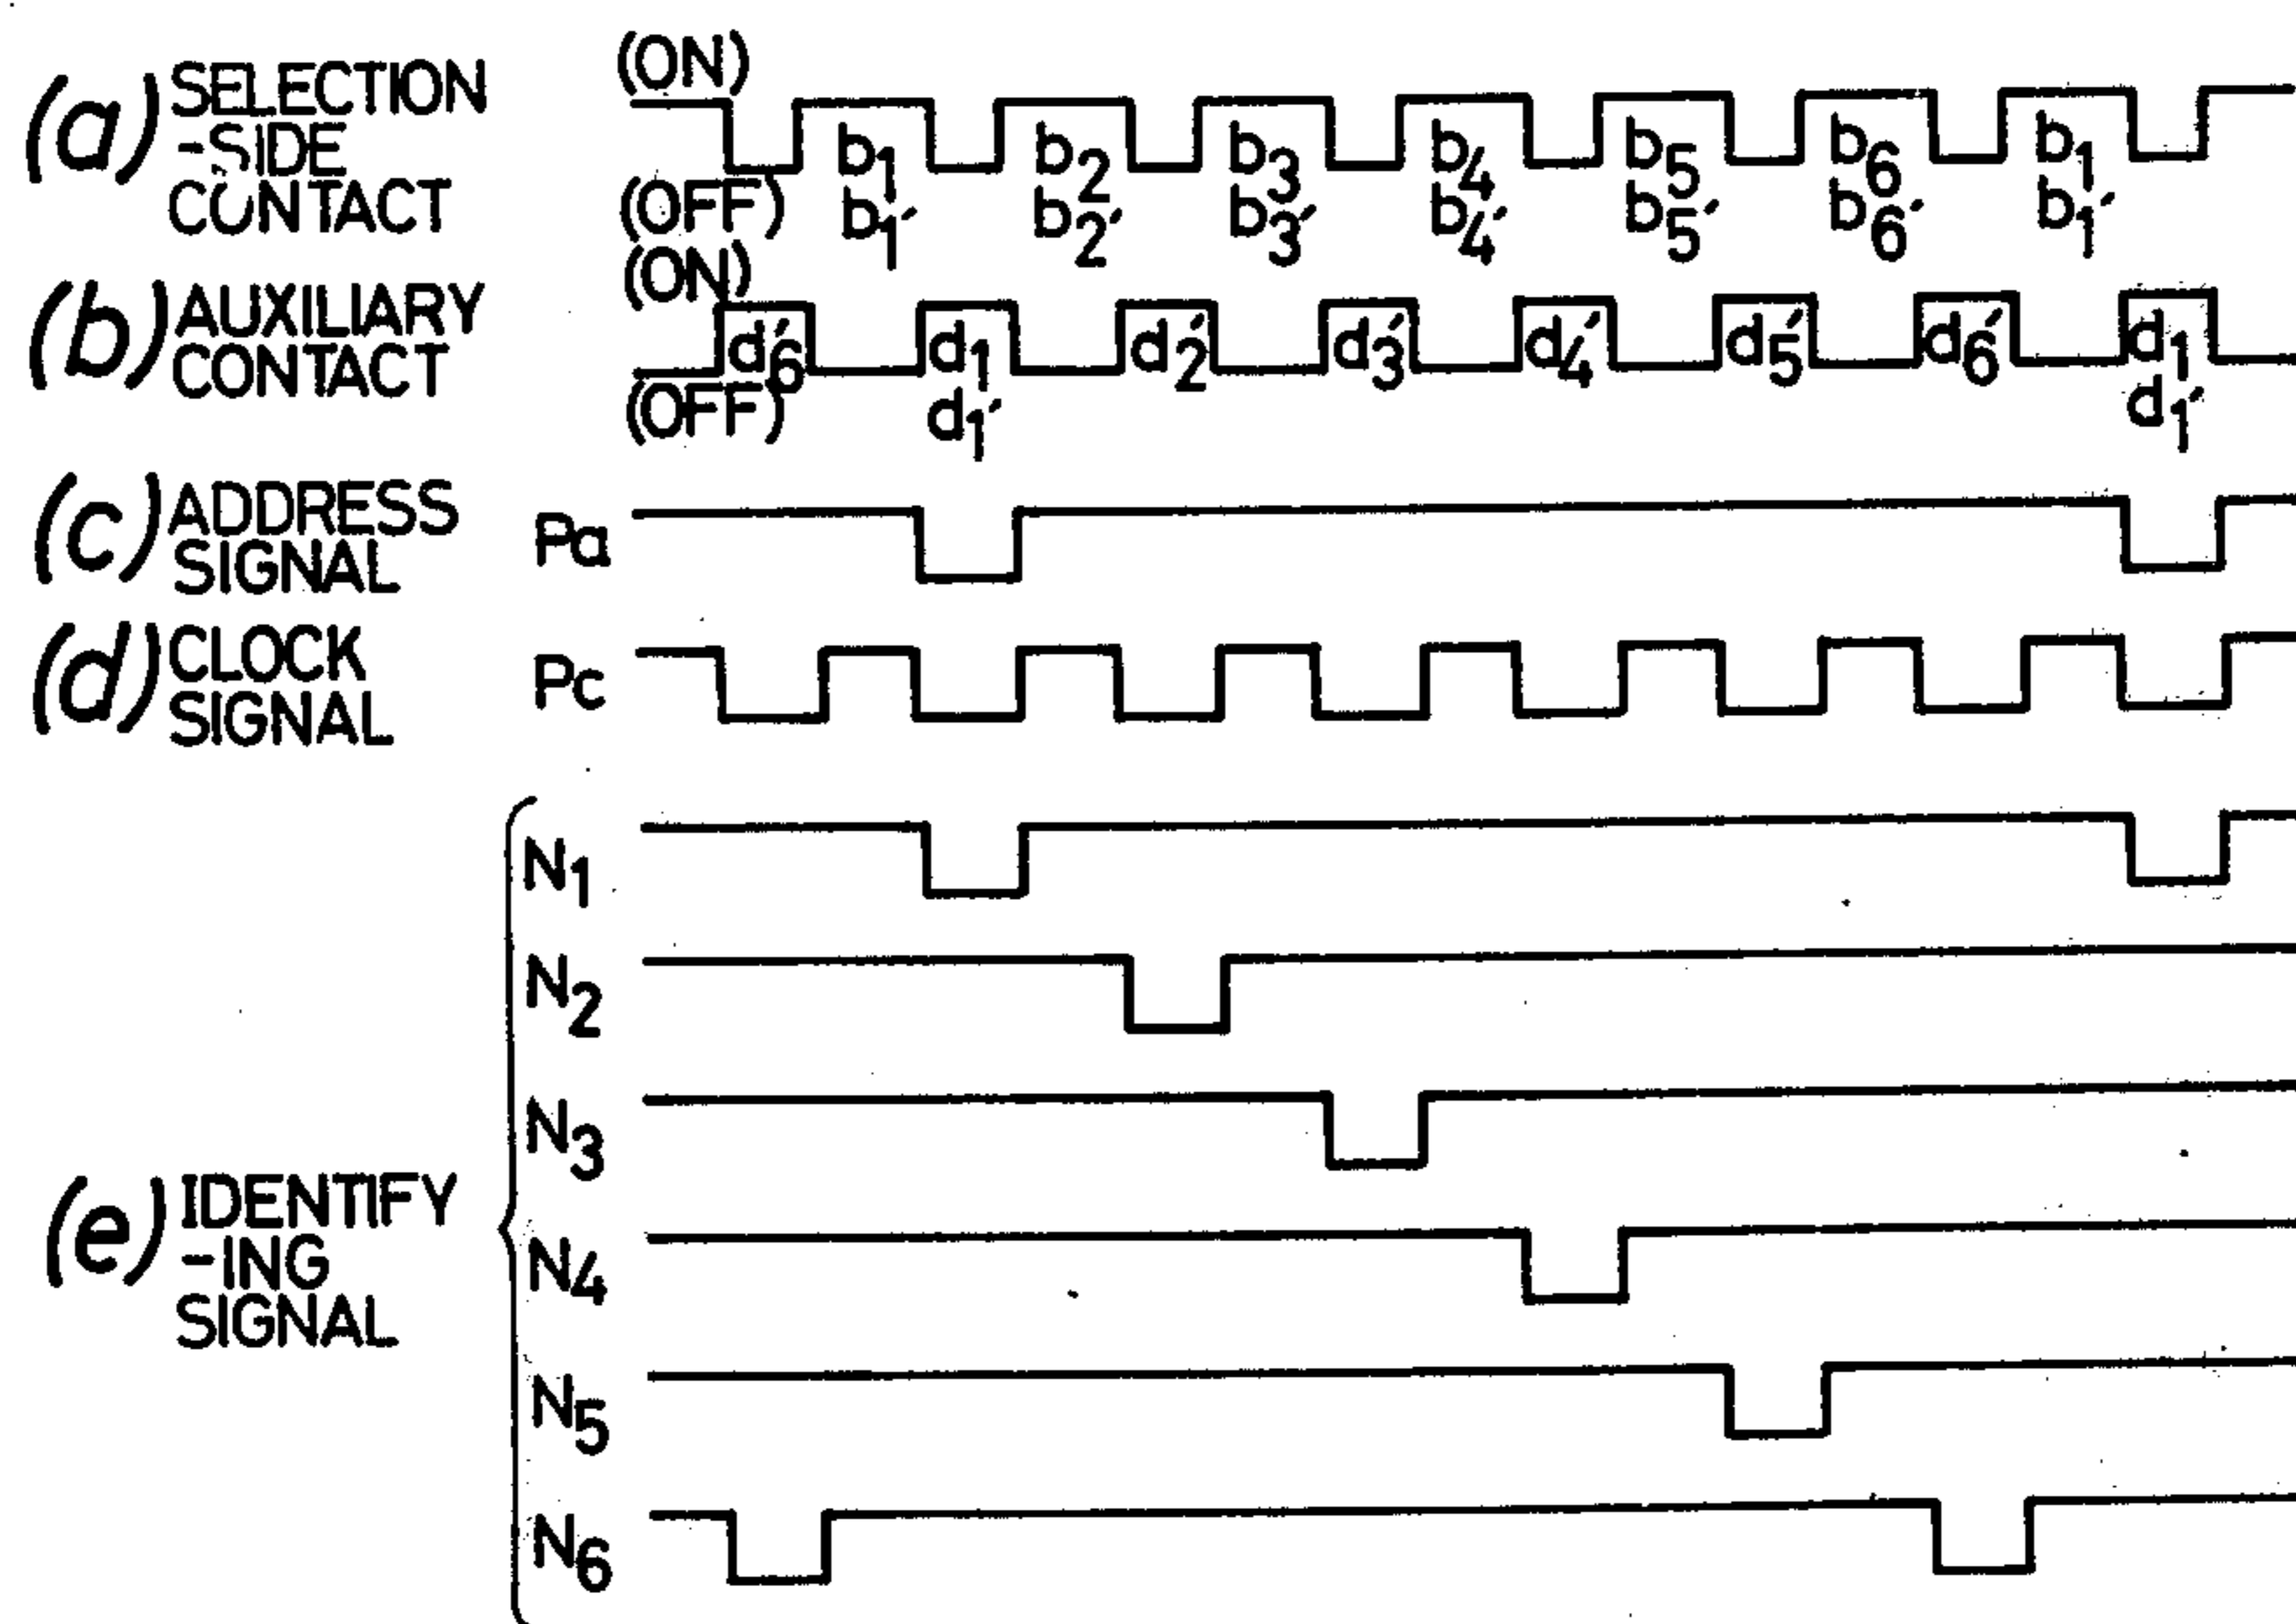 (a) SELECTION
-SIDE
CONTACT
(ON)
(OFF)
b1 b2 b3 b4 b5 b6 b1
b1' b2' b3' b4' b5' b6' b1'
(b) AUXILIARY
CONTACT
(ON)
(OFF)
d6' d1 d2' d3' d4' d5' d6' d1
d1' d1'
(c) ADDRESS
SIGNAL
Pa
(d) CLOCK
SIGNAL
Pc
(e) IDENTIFY
-ING
SIGNAL
N1
N2
N3
N4
N5
N6